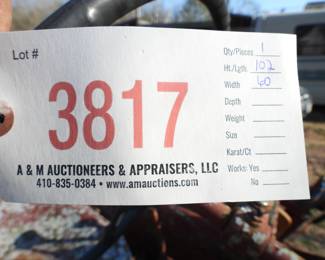 Lot #
3817
A & M AUCTIONEERS & APPRAISERS, LLC
410-835-0384 • www.amauctions.com
Qty/Pieces 1
Ht./Lgth. 102
Width 60
Depth
Weight
Size
Karat/Ct
Works: Yes
No